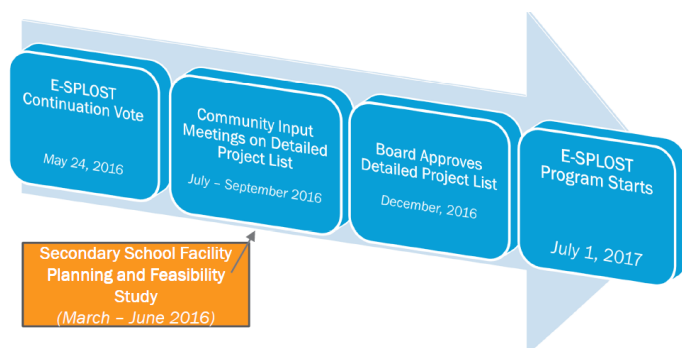 E-SPLOST
Continuation Vote
May 24, 2016
Community Input
Meetings on Detailed
Project List
July – September 2016
Board Approves
Detailed Project List
December, 2016
E-SPLOST
Program Starts
July 1, 2017
Secondary School Facility
Planning and Feasibility
Study
(March – June 2016)